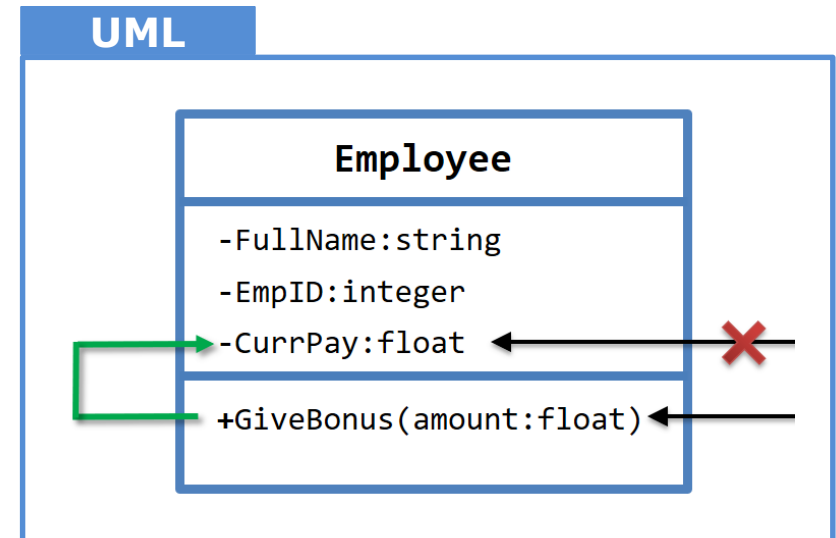 UML
Employee
-FullName:string
-EmpID:integer
-CurrPay:float
+GiveBonus(amount:float)